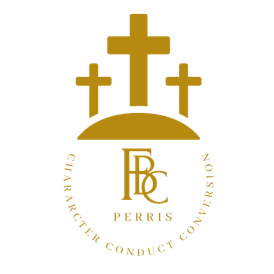 FBC
PERRIS
CHARARCTER CONDUCT CONVERSION